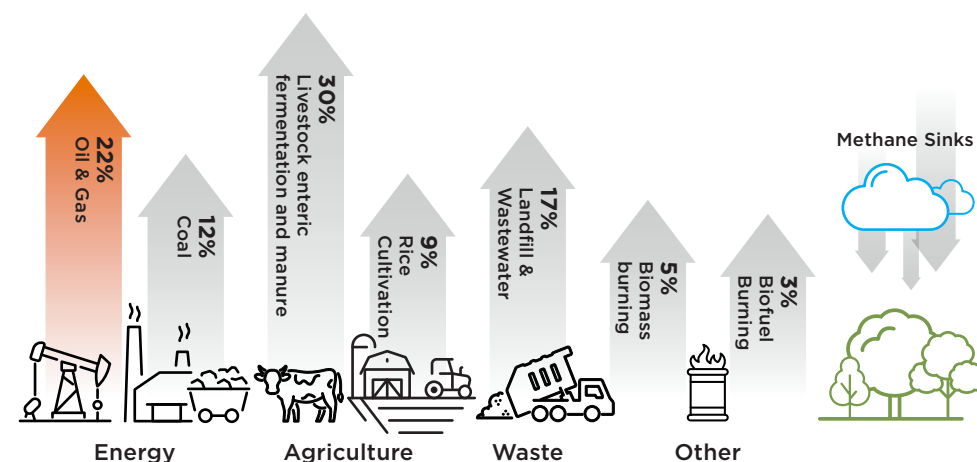 22%
Oil & Gas
12%
Coal
30%
Livestock enteric
fermentation and manure
9%
Rice
Cultivation
17%
Landfill &
Wastewater
5%
Biomass
burning
3%
Biofuel
Burning
Methane Sinks
Energy
Agriculture
Waste
Other